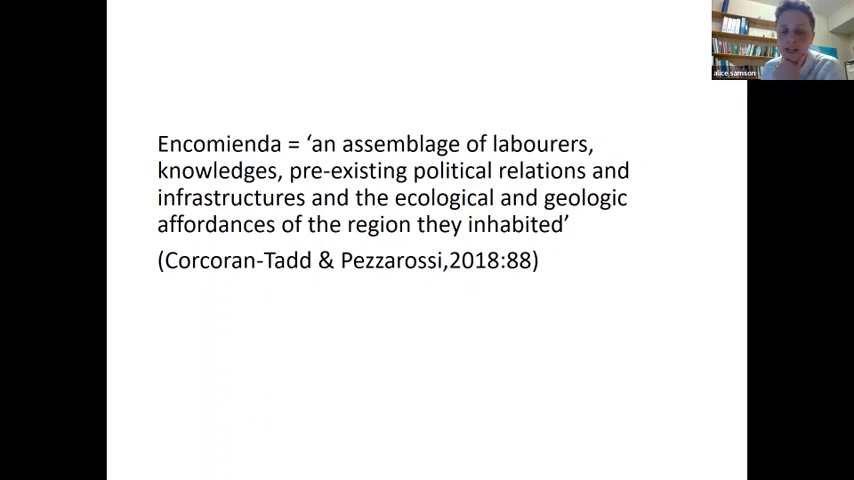 alice samson
Encomienda = ‘an assemblage of labourers,
knowledges, pre-existing political relations and
infrastructures and the ecological and geologic
affordances of the region they inhabited’
(Corcoran-Tadd & Pezzarossi,2018:88)